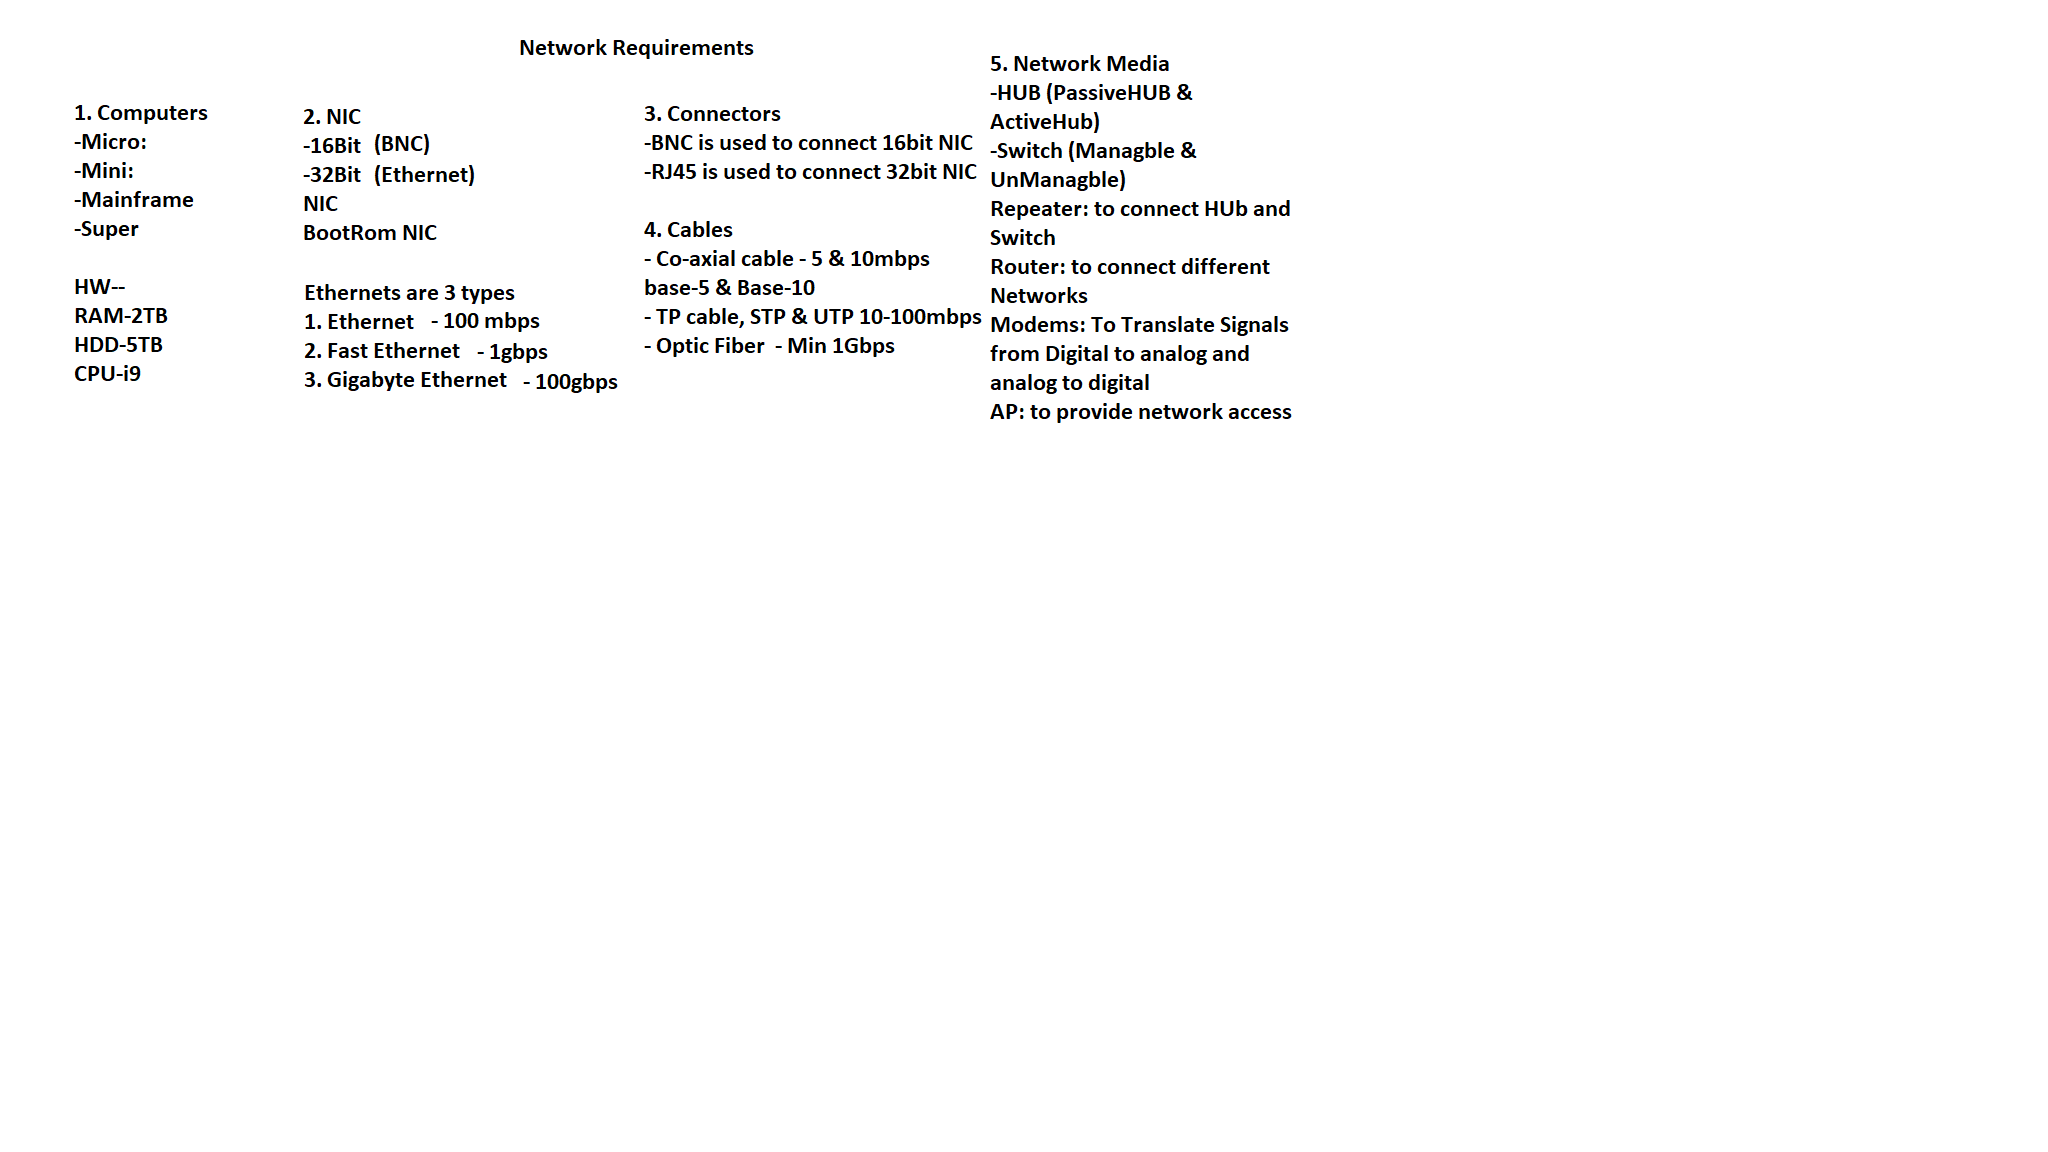 Network Requirements
1. Computers
-Micro:
-Mini:
-Mainframe
-Super
HW--
RAM-2TB
HDD-5TB
CPU-i9
2. NIC
-16Bit (BNC)
-32Bit (Ethernet)
NIC
BootRom NIC
Ethernets are 3 types
1. Ethernet - 100 mbps
2. Fast Ethernet - 1gbps
3. Gigabyte Ethernet - 100gbps
3. Connectors
-BNC is used to connect 16bit NIC
-RJ45 is used to connect 32bit NIC
4. Cables
- Co-axial cable - 5 & 10mbps
base-5 & Base-10
- TP cable, STP & UTP 10-100mbps
- Optic Fiber - Min 1Gbps
5. Network Media
-HUB (PassiveHUB &
ActiveHub)
-Switch (Managble &
UnManagble)
Repeater: to connect HUb and
Switch
Router: to connect different
Networks
Modems: To Translate Signals
from Digital to analog and
analog to digital
AP: to provide network access